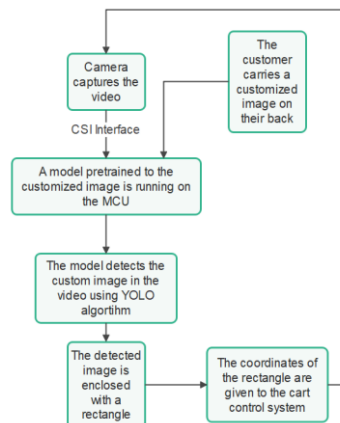 Camera
captures the
video
The
customer
carries a
customized
image on
their back
CSI Interface
A model pretrained to the
customized image is running on
the MCU
The model detects the
custom image in the
video using YOLO
algortihm
The detected
image is
enclosed
with a
rectangle
The coordinates of
the rectangle are
given to the cart
control system